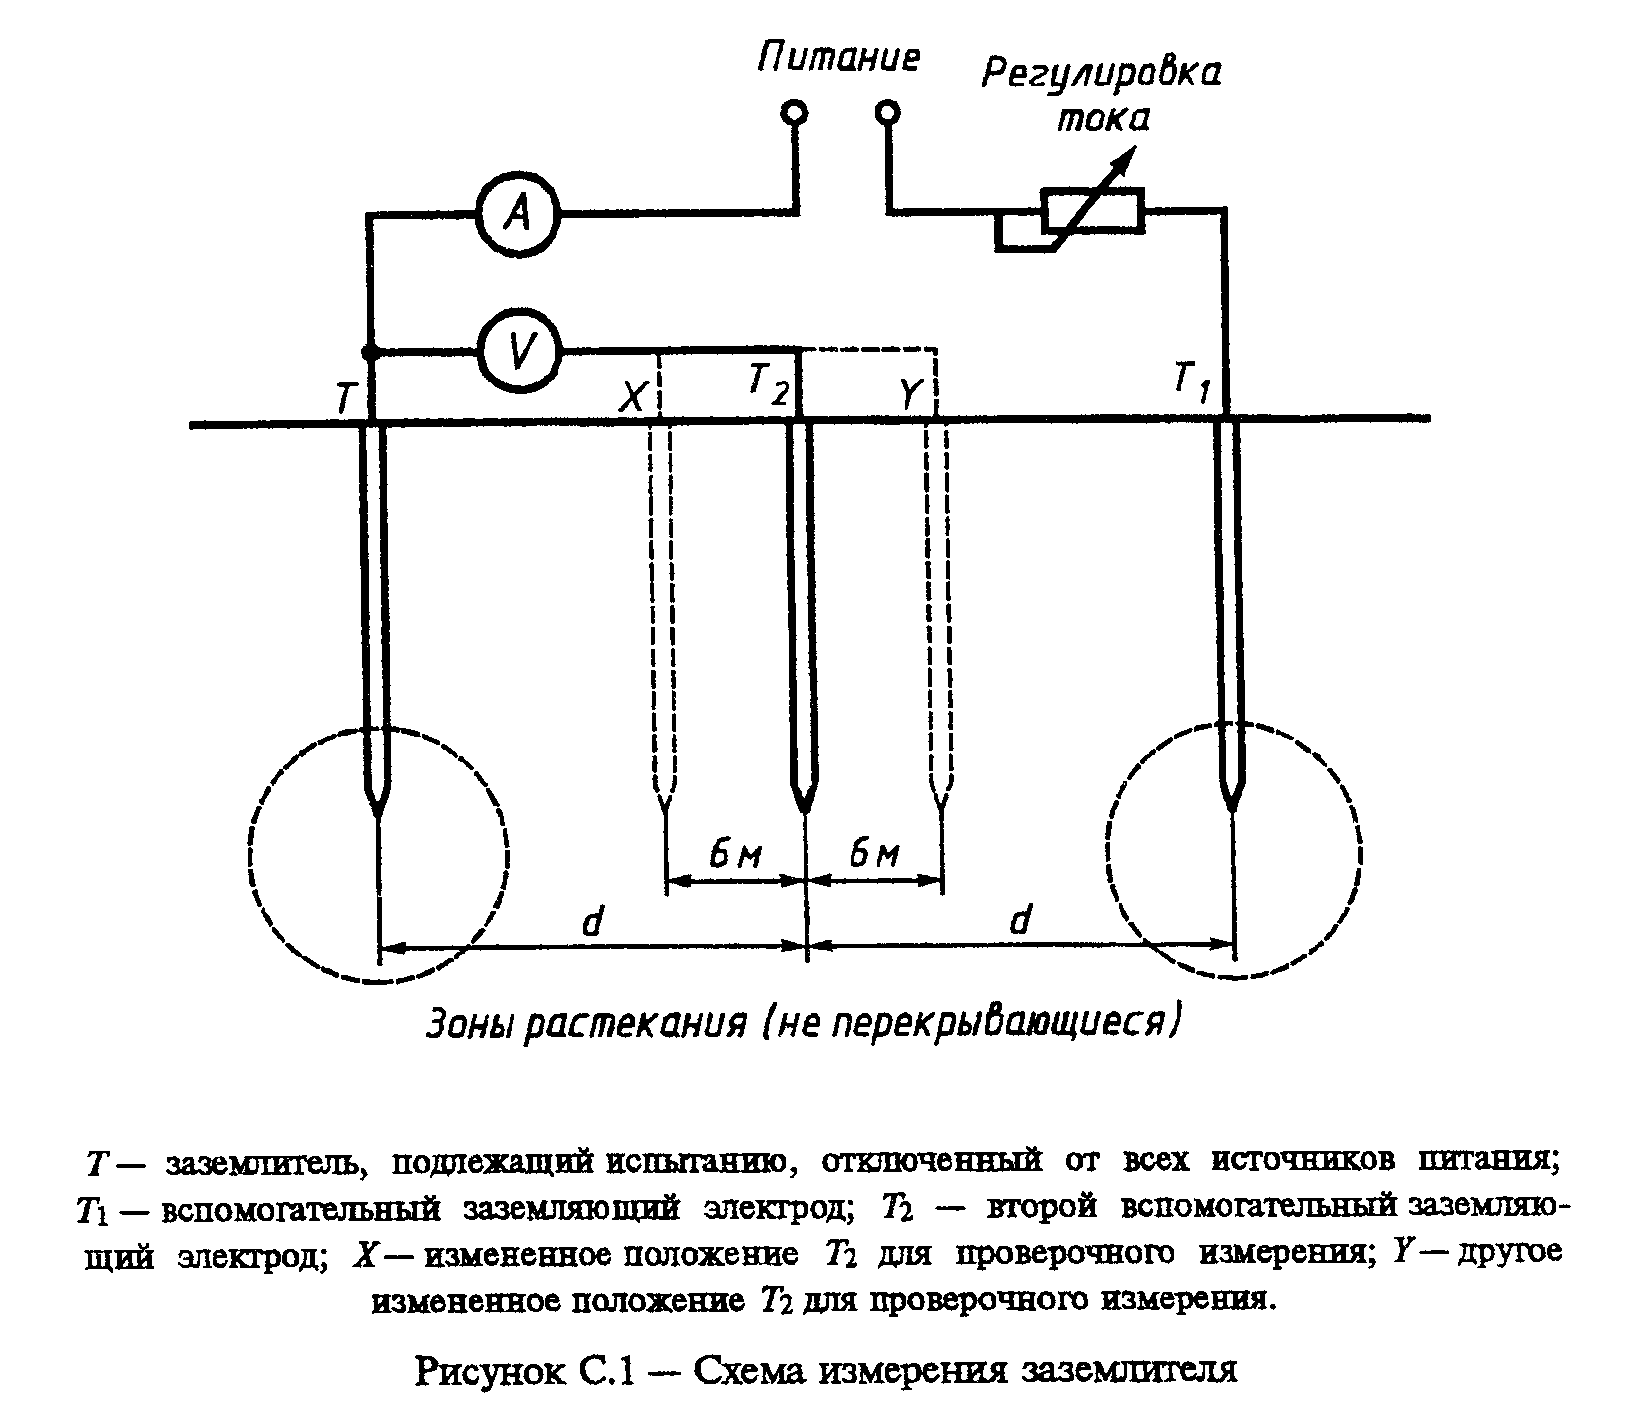 Питание
Регулировка
тока
A
V
T
X
T2
Y
T1
6 м
6 м
d
d
Зоны растекания (не перекрывающиеся)
T — заземлитель, подлежащий испытанию, отключенный от всех источников питания;
T1 — вспомогательный заземляющий электрод; T2 — второй вспомогательный заземляю-
щий электрод; X — измененное положение T2 для проверочного измерения; Y — другое
измененное положение T2 для проверочного измерения.
Рисунок С.1 — Схема измерения заземлителя